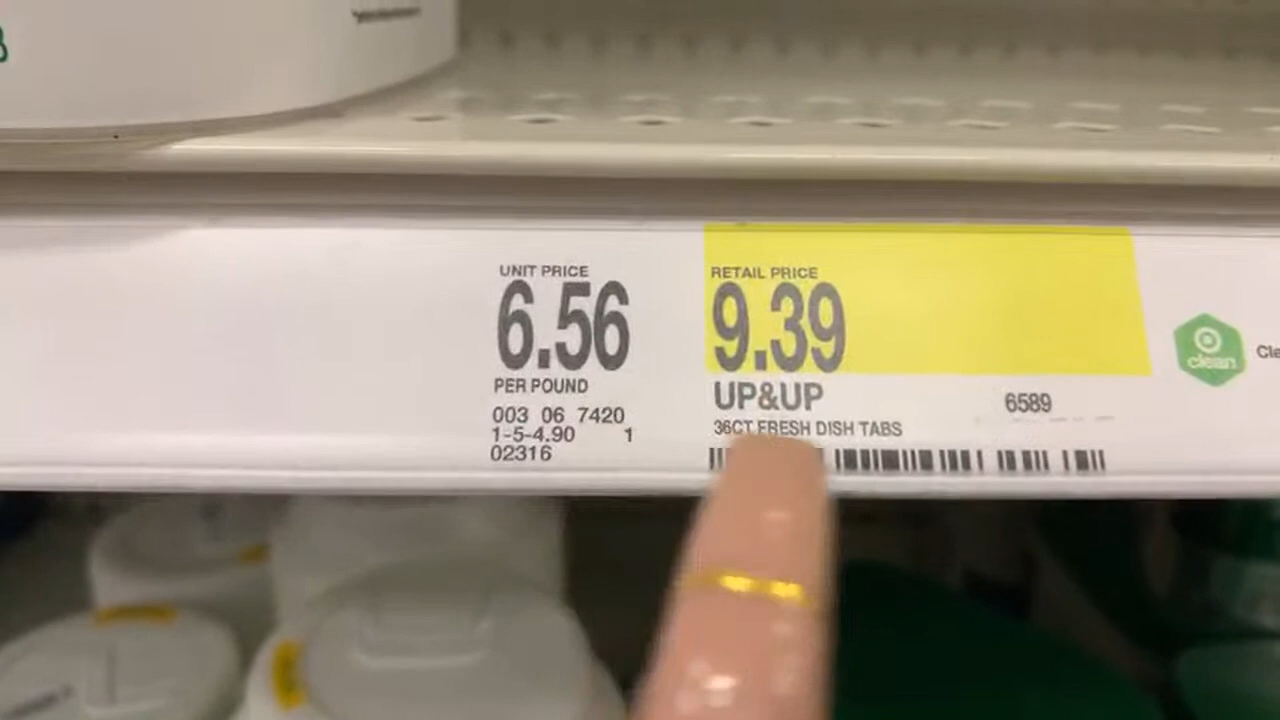 UNIT PRICE
6.56
PER POUND
003 06 7420
1-5-4.90 1
02316
RETAIL PRICE
9.39
UP&UP
6589
36CT FRESH DISH TABS
clean